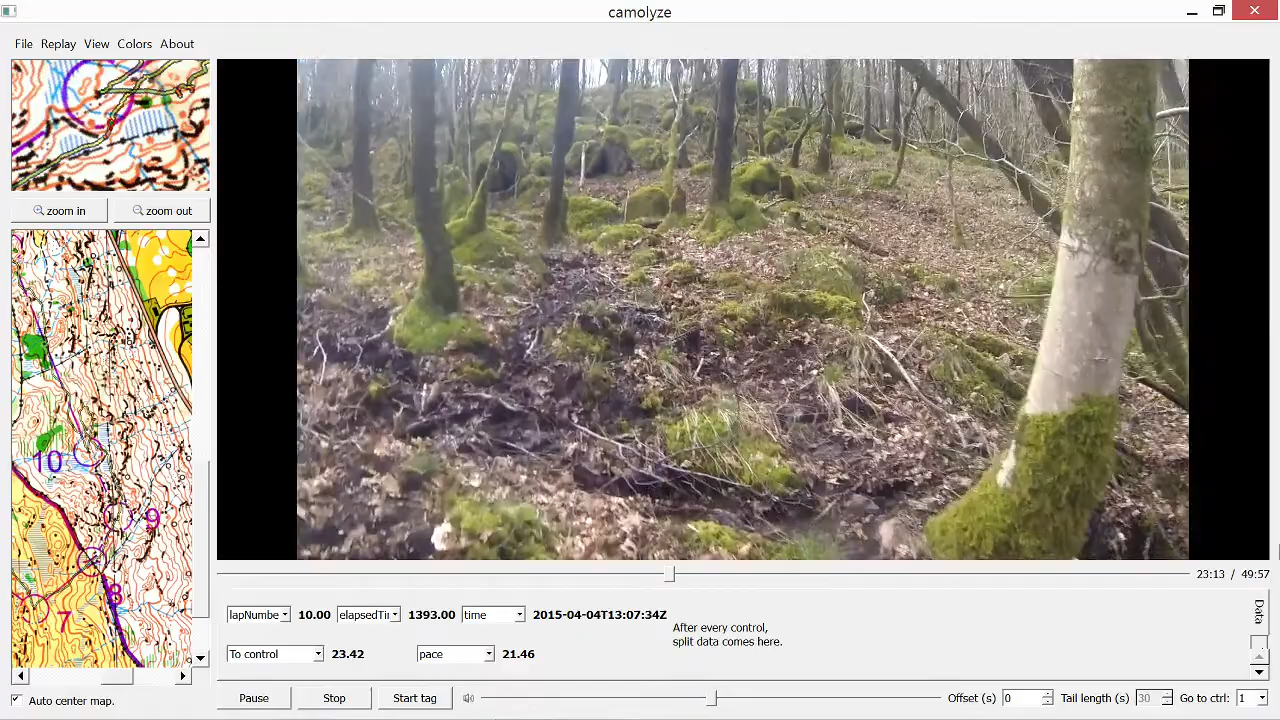 camolyze
File Replay View Colors About
zoom in zoom out
10
9
8
7
23:13 / 49:57
lapNumbe 10.00 elapsedTii 1393.00 time 2015-04-04T13:07:34Z
After every control,
split data comes here.
To control 23.42 pace 21.46
Data
Auto center map.
Pause Stop Start tag Offset (s) 0 Tail length (s) 30 Go to ctrl: 1